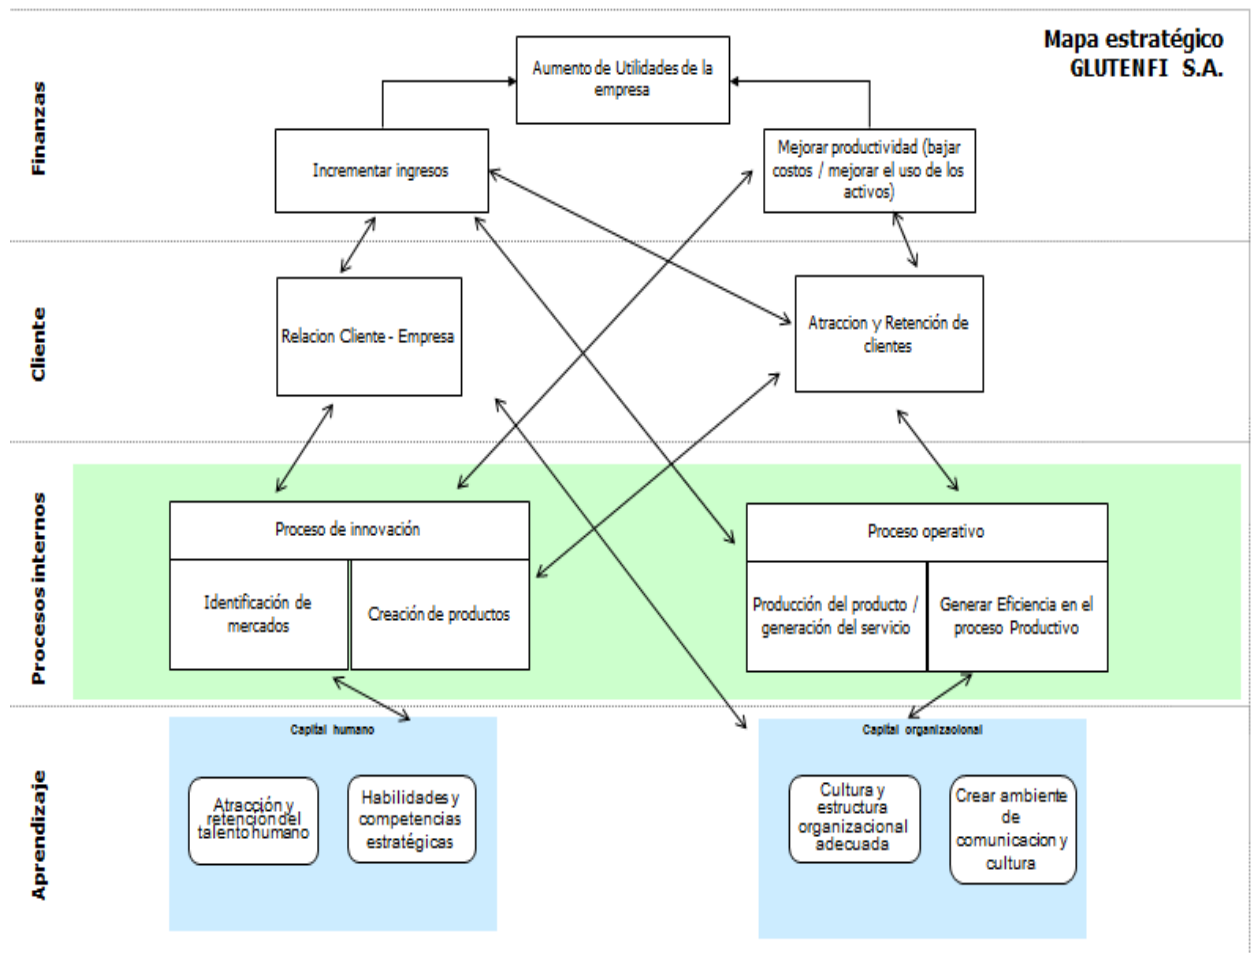 Mapa estratégico
GLUTENFI S.A.
Finanzas
Aumento de Utilidades de la
empresa
Incrementar ingresos
Mejorar productividad (bajar
costos / mejorar el uso de los
activos)
Cliente
Relacion Cliente - Empresa
Atraccion y Retención de
clientes
Procesos internos
Proceso de innovación
Identificación de
mercados
Creación de productos
Proceso operativo
Producción del producto /
generación del servicio
Generar Eficiencia en el
proceso Productivo
Aprendizaje
Capital humano
Atracción y
retención del
talento humano
Habilidades y
competencias
estratégicas
Capital organizacional
Cultura y
estructura
organizacional
adecuada
Crear ambiente
de
comunicacion y
cultura